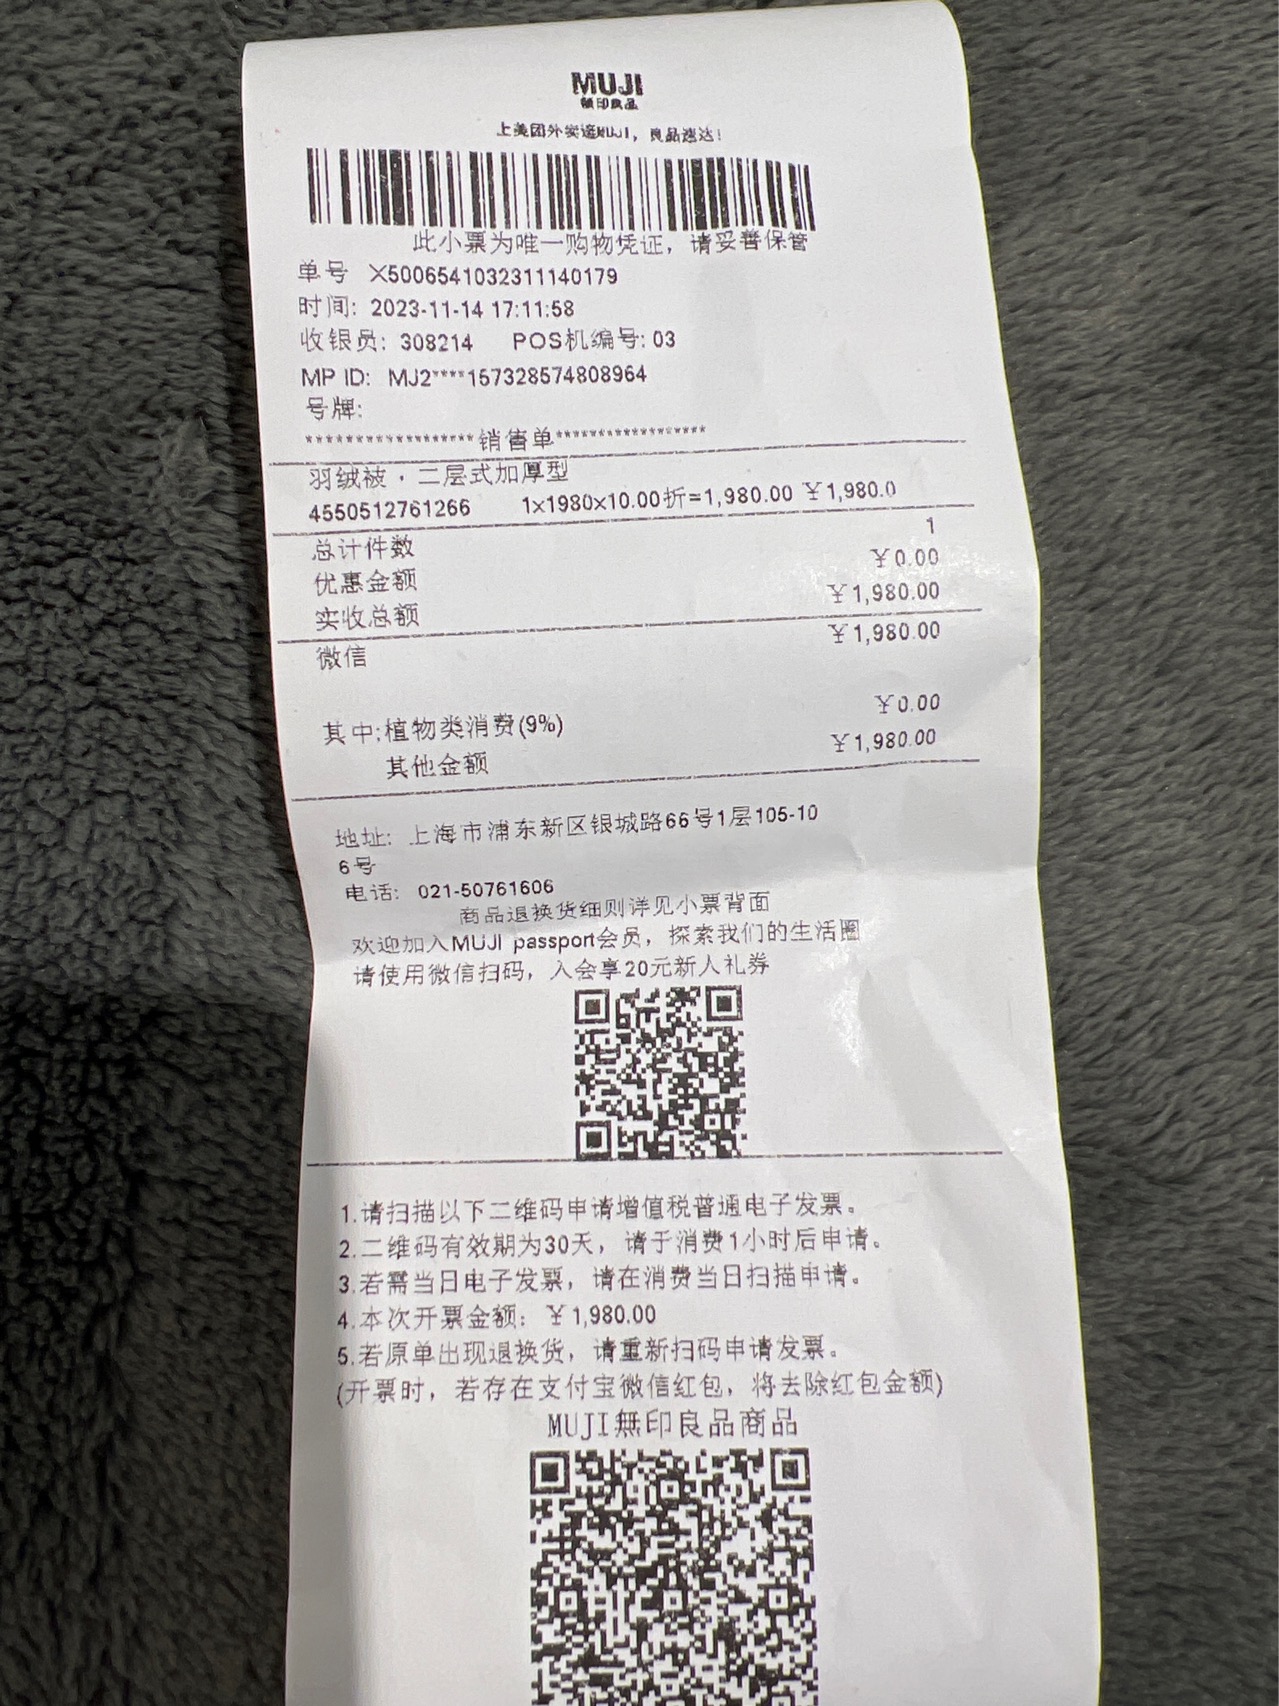 MUJI
無印良品
上美团外卖逛MUJI，良品速达！
此小票为唯一购物凭证，请妥善保管
单号 X5006541032311140179
时间: 2023-11-14 17:11:58
收银员: 308214 POS机编号: 03
MP ID: MJ2****157328574808964
号牌:
******************销售单******************
羽绒被・二层式加厚型
4550512761266 1x1980x10.00折=1,980.00 ￥1,980.0
总计件数 1
优惠金额 ￥0.00
实收总额 ￥1,980.00
微信 ￥1,980.00
其中:植物类消费(9%) ￥0.00
其他金额 ￥1,980.00
地址: 上海市浦东新区银城路66号1层105-10
6号
电话: 021-50761606
商品退换货细则详见小票背面
欢迎加入MUJI passport会员，探索我们的生活圈
请使用微信扫码，入会享20元新人礼券
1.请扫描以下二维码申请增值税普通电子发票。
2.二维码有效期为30天，请于消费1小时后申请。
3.若需当日电子发票，请在消费当日扫描申请。
4.本次开票金额: ￥1,980.00
5.若原单出现退换货，请重新扫码申请发票。
(开票时，若存在支付宝微信红包，将去除红包金额)
MUJI無印良品商品